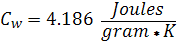 C_w = 4.186 Joules / gram * K